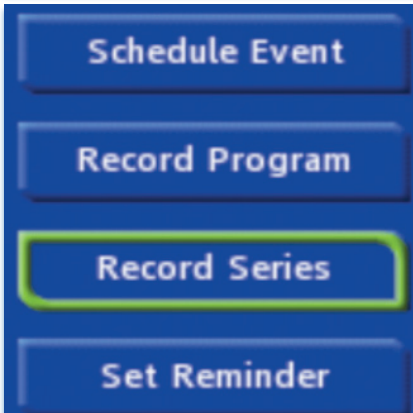 Schedule Event
Record Program
Record Series
Set Reminder